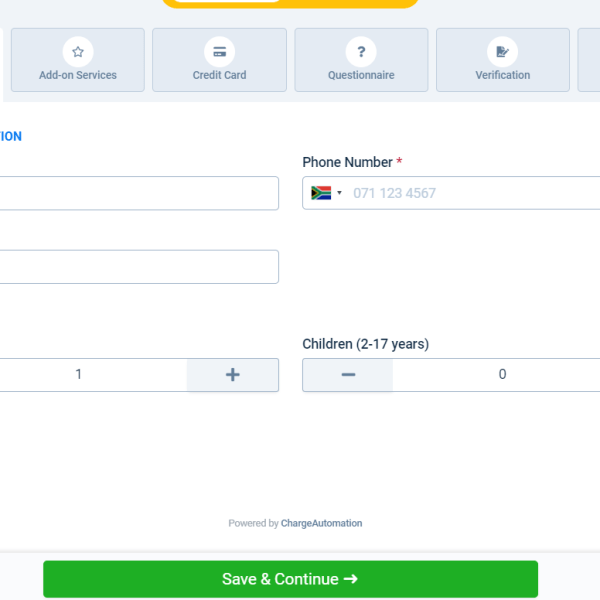 Add-on Services
Credit Card
Questionnaire
Verification
ION
Phone Number *
071 123 4567
Children (2-17 years)
1 + − 0
Powered by ChargeAutomation
Save & Continue →